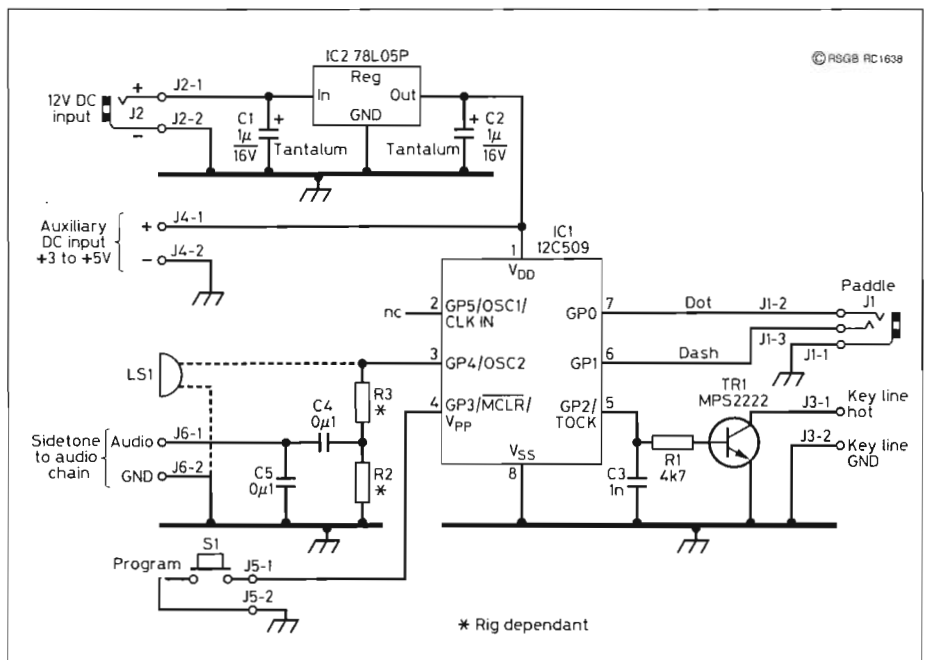 © RSGB RC1638
IC2 78L05P
Reg
In
Out
GND
12V DC
input
+
J2-1
J2
−
J2-2
C1
+
1µ
16V
Tantalum
Tantalum
+
C2
1µ
16V
Auxiliary
DC input
+3 to +5V
+
J4-1
−
J4-2
IC1
12C509
1
VDD
nc
2
GP5/OSC1/
CLK IN
GP0
7
Dot
J1-2
Paddle
J1
3
GP4/OSC2
GP1
6
Dash
J1-3
J1-1
LS1
R3
*
4
GP3/MCLR/
VPP
GP2/
TOCK
5
TR1
MPS2222
J3-1
Key line
hot
J3-2
Key line
GND
C4
0µ1
Sidetone
to audio
chain
Audio
J6-1
GND
J6-2
C5
0µ1
R2
*
VSS
8
C3
1n
R1
4k7
Program
S1
J5-1
J5-2
* Rig dependant